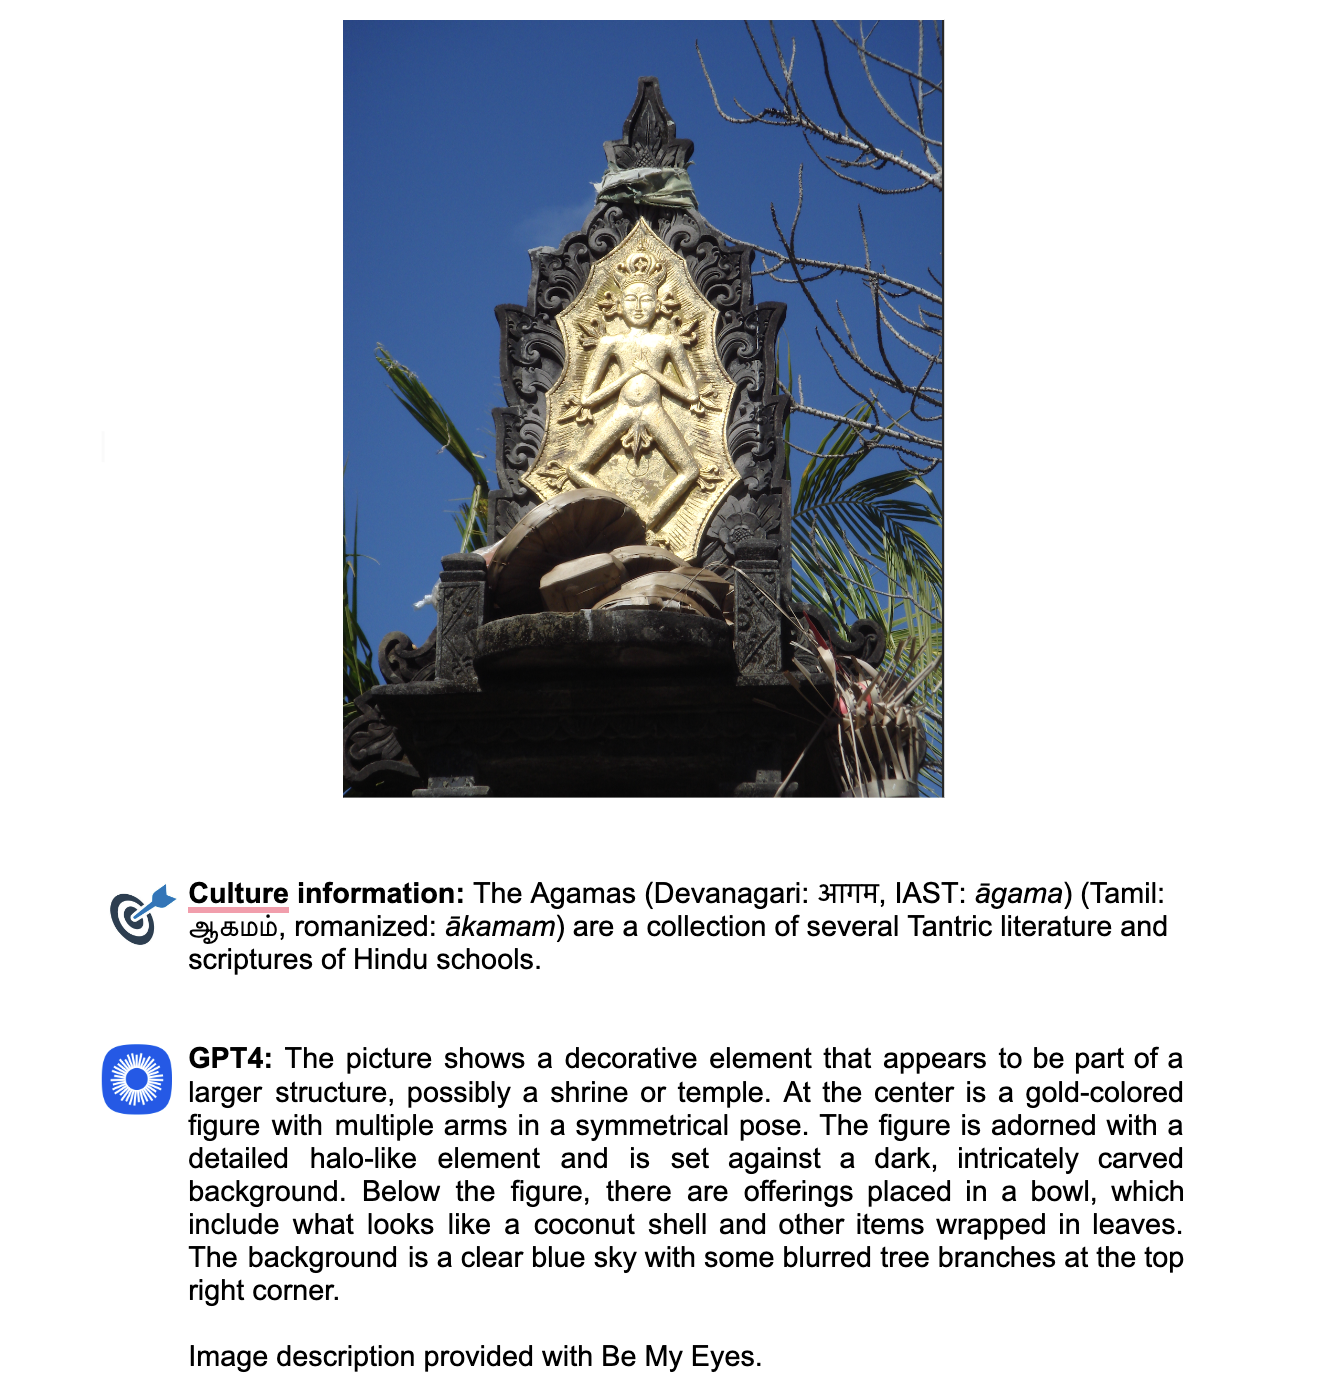 Culture information: The Agamas (Devanagari: आगम, IAST: āgama) (Tamil:
ஆகமம், romanized: ākamam) are a collection of several Tantric literature and
scriptures of Hindu schools.
GPT4: The picture shows a decorative element that appears to be part of a
larger structure, possibly a shrine or temple. At the center is a gold-colored
figure with multiple arms in a symmetrical pose. The figure is adorned with a
detailed halo-like element and is set against a dark, intricately carved
background. Below the figure, there are offerings placed in a bowl, which
include what looks like a coconut shell and other items wrapped in leaves.
The background is a clear blue sky with some blurred tree branches at the top
right corner.
Image description provided with Be My Eyes.